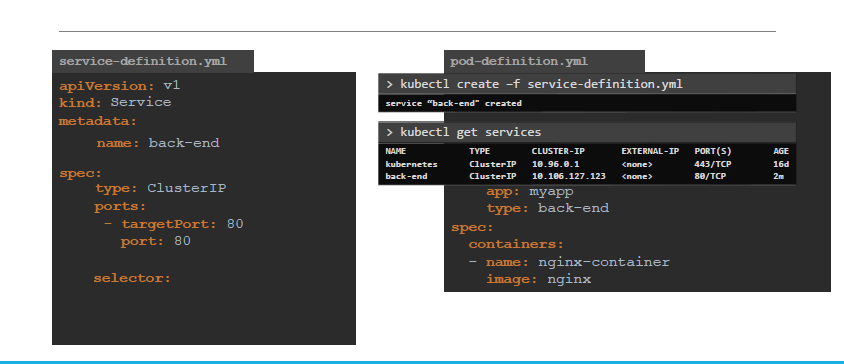 service-definition.yml
apiVersion: v1
kind: Service
metadata:
name: back-end
spec:
type: ClusterIP
ports:
- targetPort: 80
port: 80
selector:
pod-definition.yml
> kubectl create –f service-definition.yml
service “back-end” created
> kubectl get services
NAME TYPE CLUSTER-IP EXTERNAL-IP PORT(S) AGE
kubernetes ClusterIP 10.96.0.1 <none> 443/TCP 16d
back-end ClusterIP 10.106.127.123 <none> 80/TCP 2m
app: myapp
type: back-end
spec:
containers:
- name: nginx-container
image: nginx